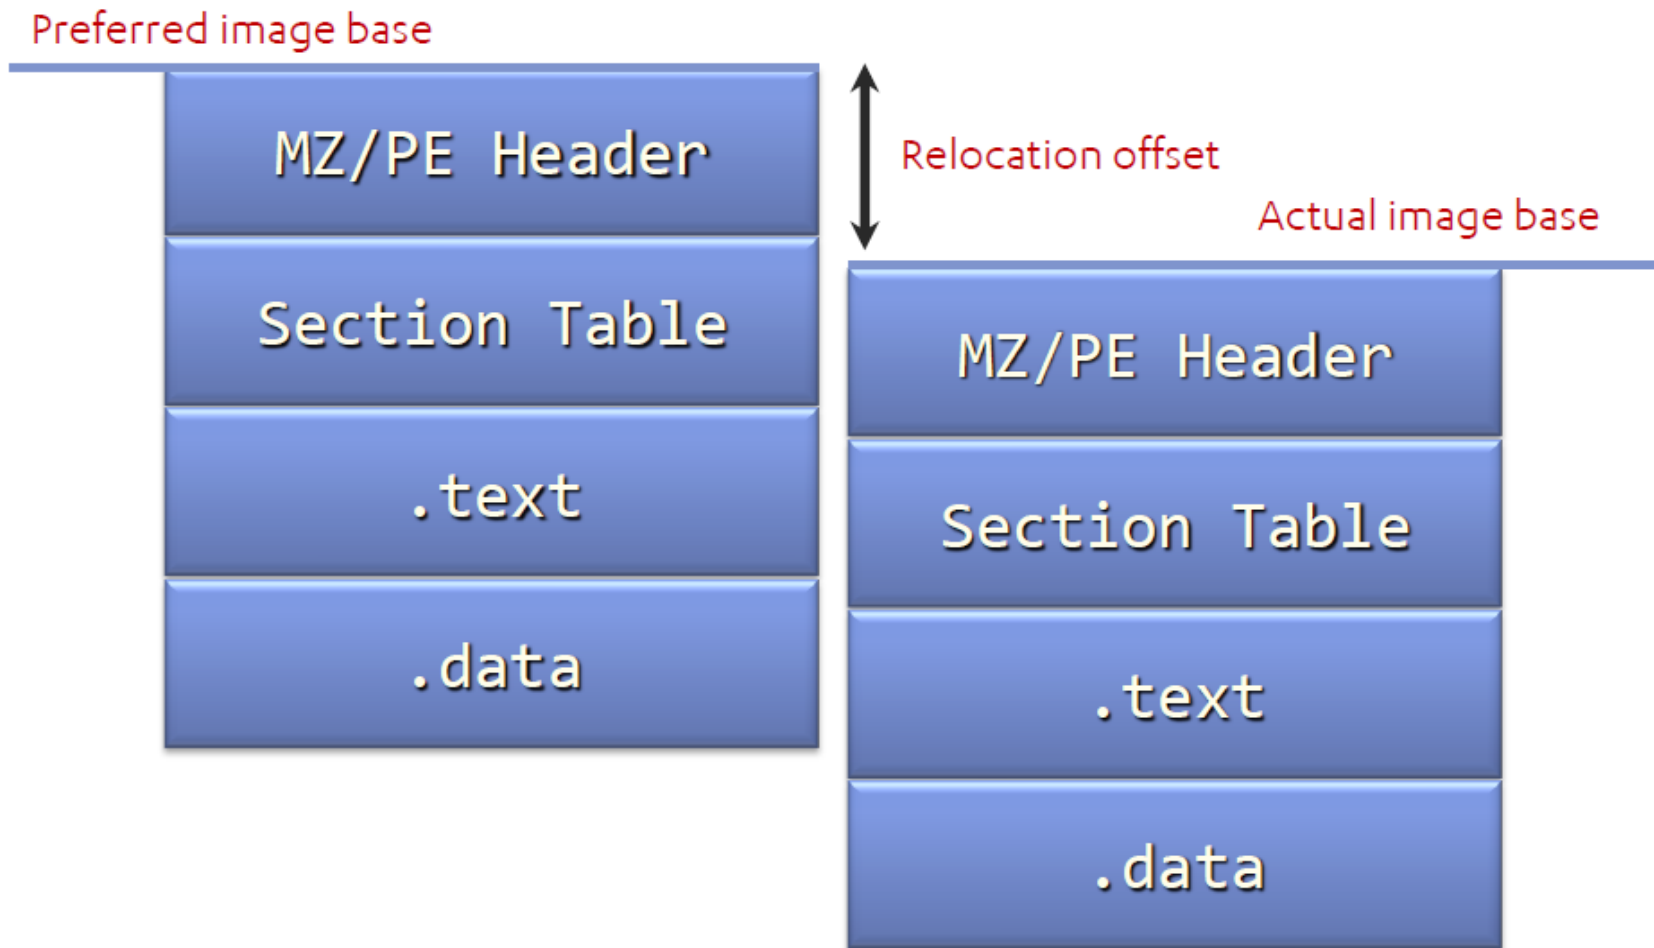 Preferred image base
MZ/PE Header
Section Table
.text
.data
Relocation offset
Actual image base
MZ/PE Header
Section Table
.text
.data